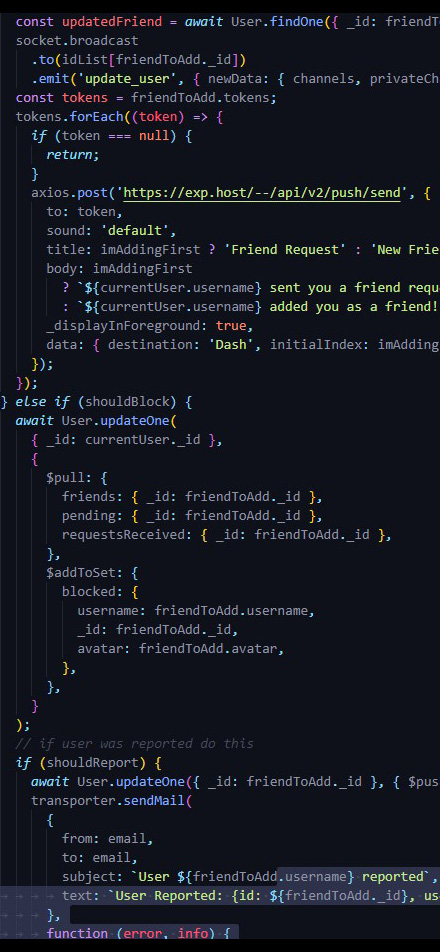 const updatedFriend = await User.findOne({ _id: friendT
socket.broadcast
.to(idList[friendToAdd._id])
.emit('update_user', { newData: { channels, privateCh
const tokens = friendToAdd.tokens;
tokens.forEach((token) => {
if (token === null) {
return;
}
axios.post('https://exp.host/--/api/v2/push/send', {
to: token,
sound: 'default',
title: imAddingFirst ? 'Friend Request' : 'New Frie
body: imAddingFirst
? `${currentUser.username} sent you a friend requ
: `${currentUser.username} added you as a friend!
_displayInForeground: true,
data: { destination: 'Dash', initialIndex: imAdding
});
});
} else if (shouldBlock) {
await User.updateOne(
{ _id: currentUser._id },
{
$pull: {
friends: { _id: friendToAdd._id },
pending: { _id: friendToAdd._id },
requestsReceived: { _id: friendToAdd._id },
},
$addToSet: {
blocked: {
username: friendToAdd.username,
_id: friendToAdd._id,
avatar: friendToAdd.avatar,
},
},
}
);
// if user was reported do this
if (shouldReport) {
await User.updateOne({ _id: friendToAdd._id }, { $pus
transporter.sendMail(
{
from: email,
to: email,
subject: `User ${friendToAdd.username} reported`,
text: `User Reported: {id: ${friendToAdd._id}, us
},
function (error, info) {